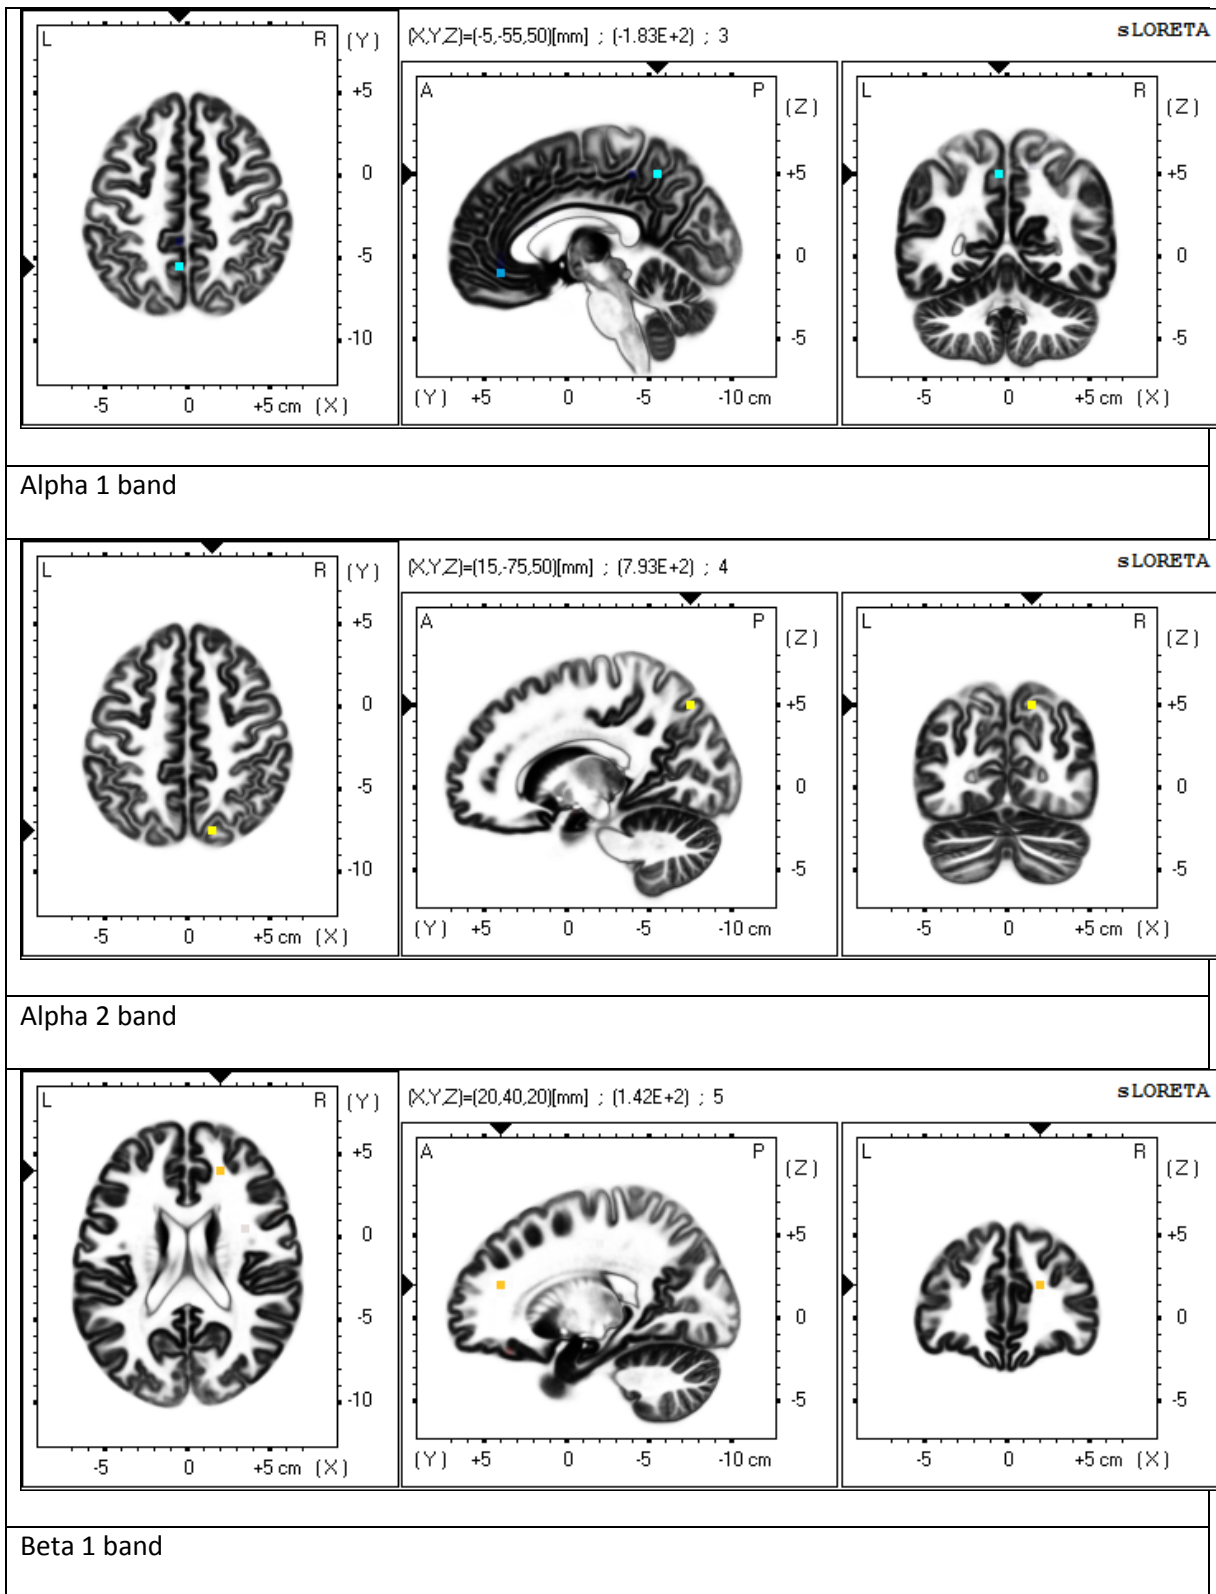 (X,Y,Z)=(-5,-55,50)[mm] ; (-1.83E+2) ; 3
sLORETA
L R (Y)
+5
0
-5
-10
-5 0 +5 cm (X)
A P (Z)
+5
0
-5
(Y) +5 0 -5 -10 cm
L R (Z)
+5
0
-5
-5 0 +5 cm (X)
Alpha 1 band
(X,Y,Z)=(15,-75,50)[mm] ; (7.93E+2) ; 4
sLORETA
L R (Y)
+5
0
-5
-10
-5 0 +5 cm (X)
A P (Z)
+5
0
-5
(Y) +5 0 -5 -10 cm
L R (Z)
+5
0
-5
-5 0 +5 cm (X)
Alpha 2 band
(X,Y,Z)=(20,40,20)[mm] ; (1.42E+2) ; 5
sLORETA
L R (Y)
+5
0
-5
-10
-5 0 +5 cm (X)
A P (Z)
+5
0
-5
(Y) +5 0 -5 -10 cm
L R (Z)
+5
0
-5
-5 0 +5 cm (X)
Beta 1 band